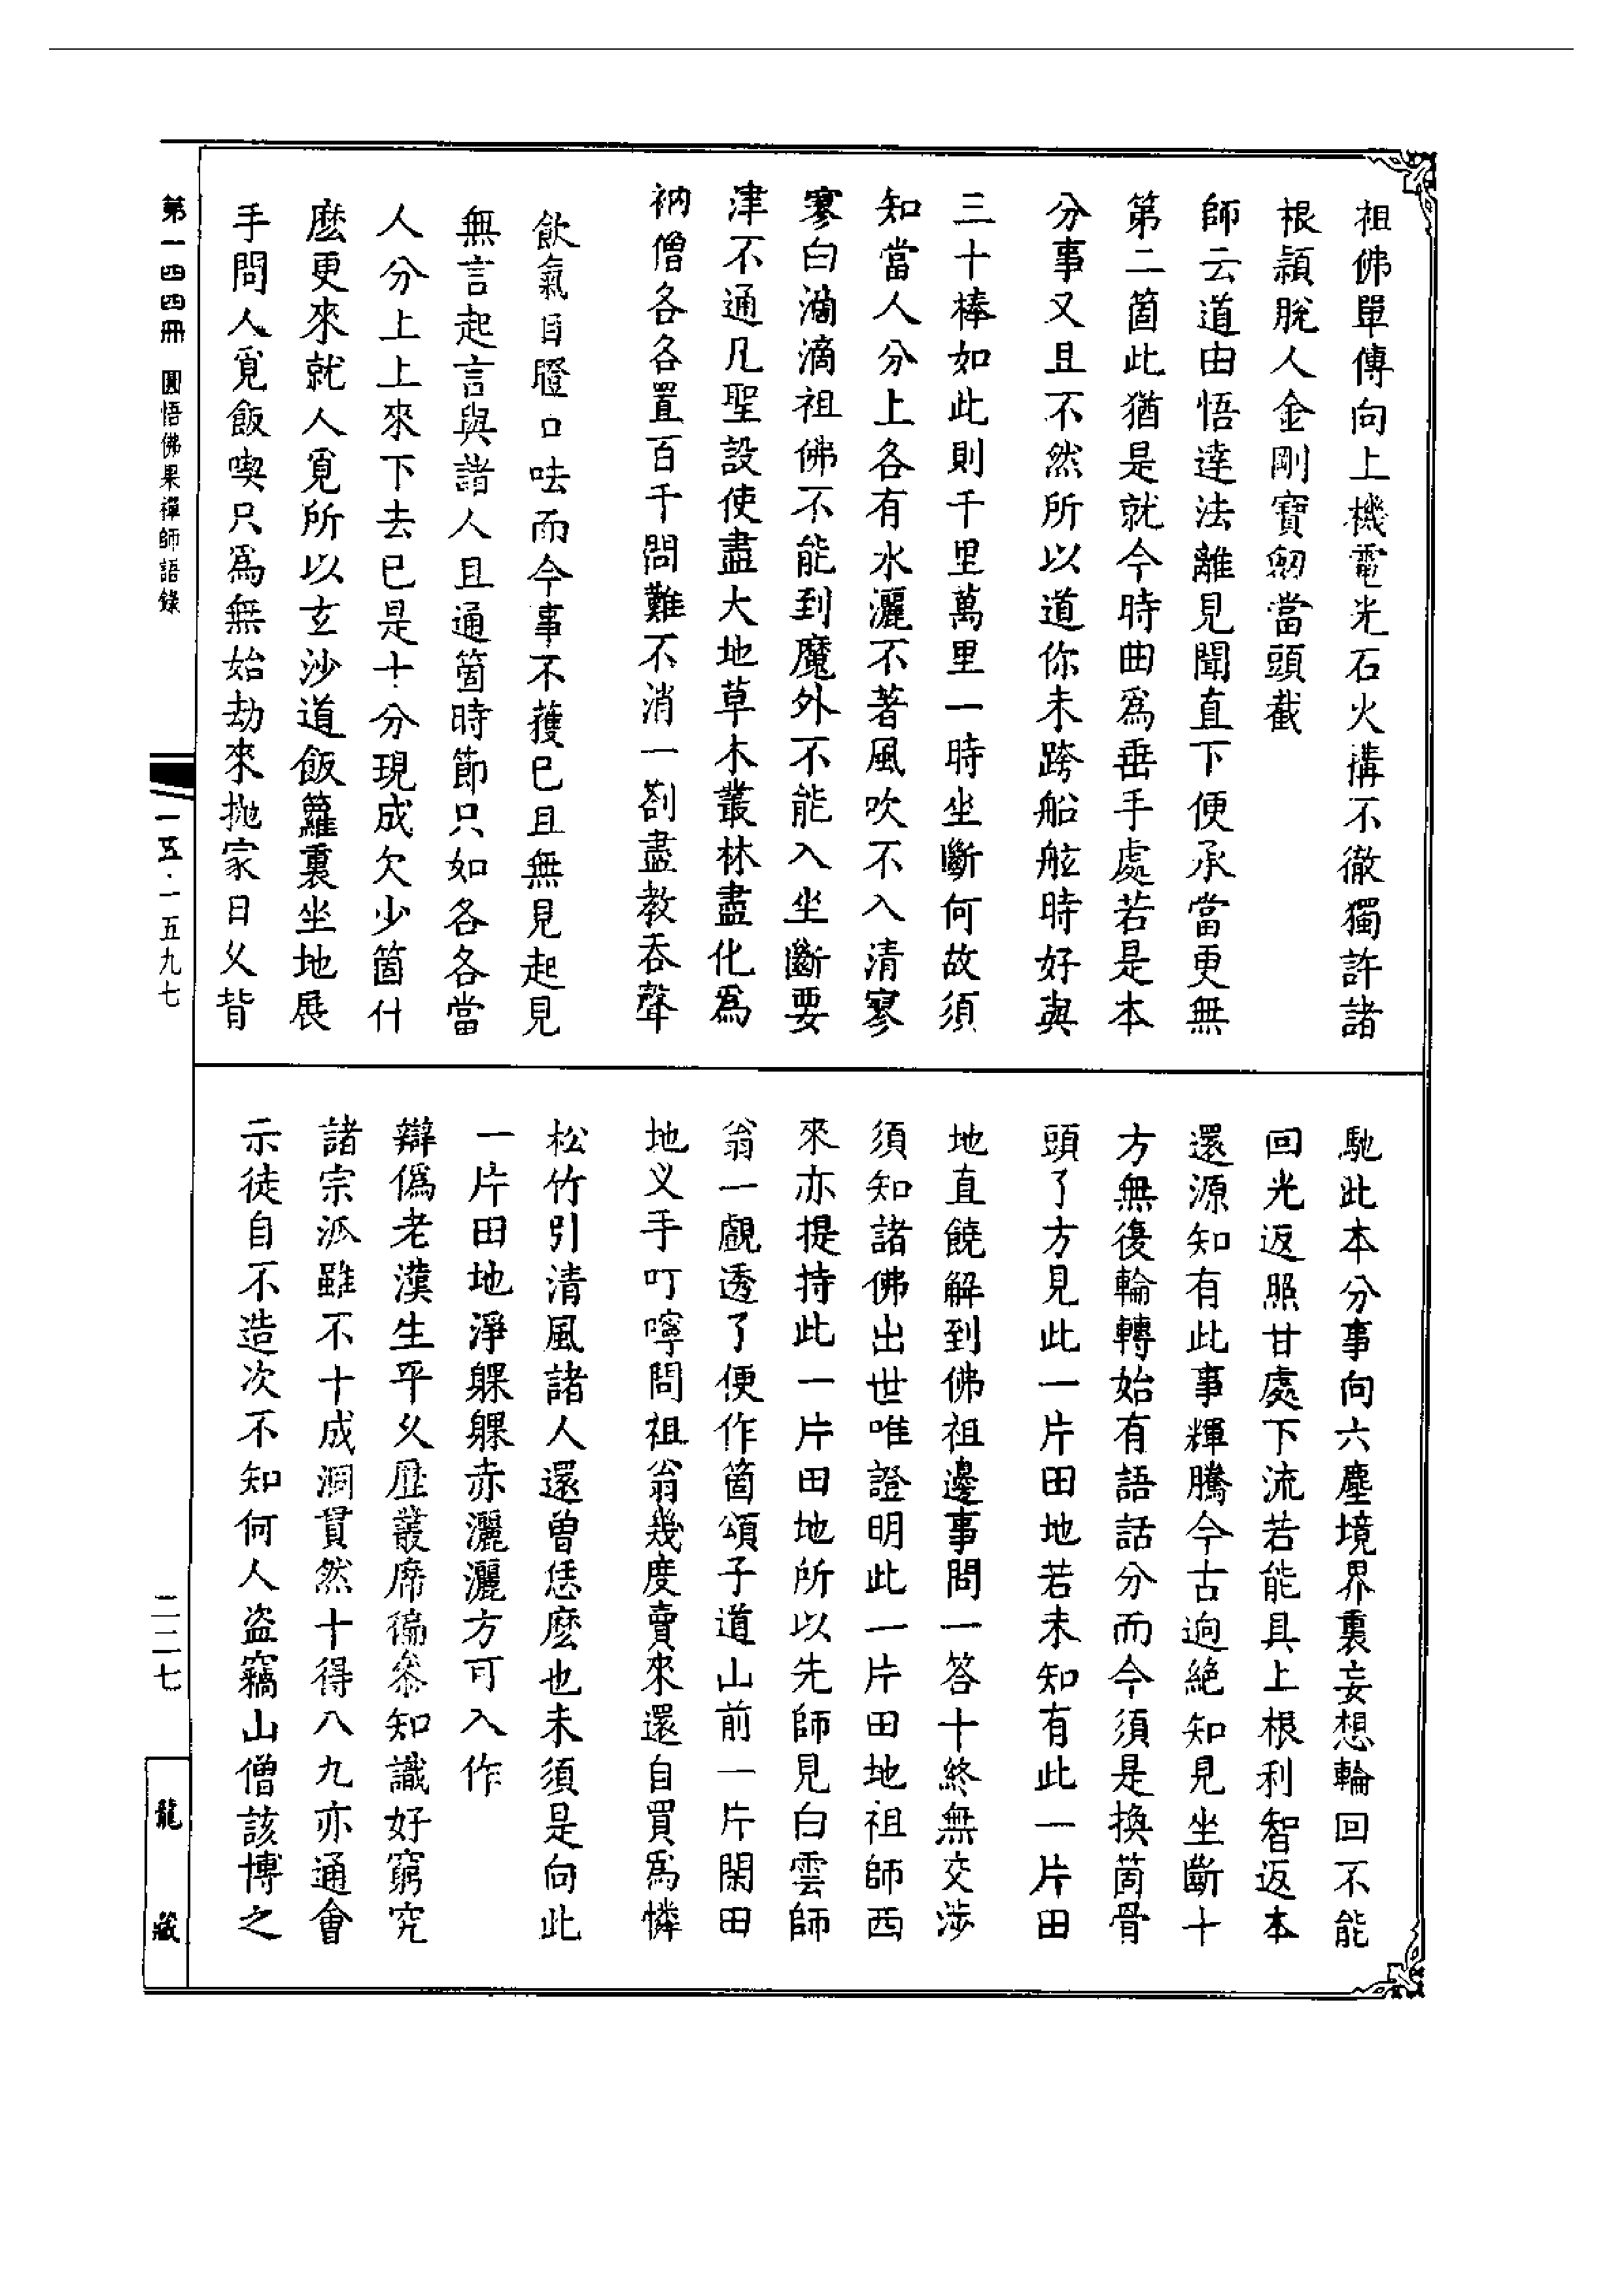 祖佛單傳向上機電光石火搆不徹獨許諸
根穎脫人金剛寶劒當頭截
師云道由悟達法離見聞直下便承當更無
第二箇此猶是就今時曲爲垂手處若是本
分事又且不然所以道你未跨船舷時好與
三十棒如此則千里萬里一時坐斷何故須
知當人分上各有水灑不著風吹不入清寥
寥白滴滴祖佛不能到魔外不能入坐斷要
津不通凡聖設使盡大地草木叢林盡化爲
衲僧各各置百千問難不消一劄盡教吞聲
飲氣目瞪口呿而今事不獲已且無見起見
無言起言與諸人且通箇時節只如各各當
人分上上來下去已是十分現成欠少箇什
麽更來就人覓所以玄沙道飯籮裏坐地展
手問人覓飯喫只爲無始劫來拋家日久背
馳此本分事向六塵境界裏妄想輪回不能
回光返照甘處下流若能具上根利智返本
還源知有此事輝騰今古逈絶知見坐斷十
方無復輪轉始有語話分而今須是換箇骨
頭了方見此一片田地若未知有此一片田
地直饒解到佛祖邊事問一答十終無交涉
須知諸佛出世唯證明此一片田地祖師西
來亦提持此一片田地所以先師見白雲師
翁一覷透了便作箇頌子道山前一片閑田
地义手叮嚀問祖翁幾度賣來還自買爲憐
松竹引清風諸人還曾恁麽也未須是向此
一片田地淨躶躶赤灑灑方可入作
辯僞老漢生平久歷叢席徧叅知識好窮究
諸宗派雖不十成洞貫然十得八九亦通會
示徒自不造次不知何人盜竊山僧該博之
第一四四冊 圓悟佛果禪師語錄
一五·一五九七
二二七
龍藏